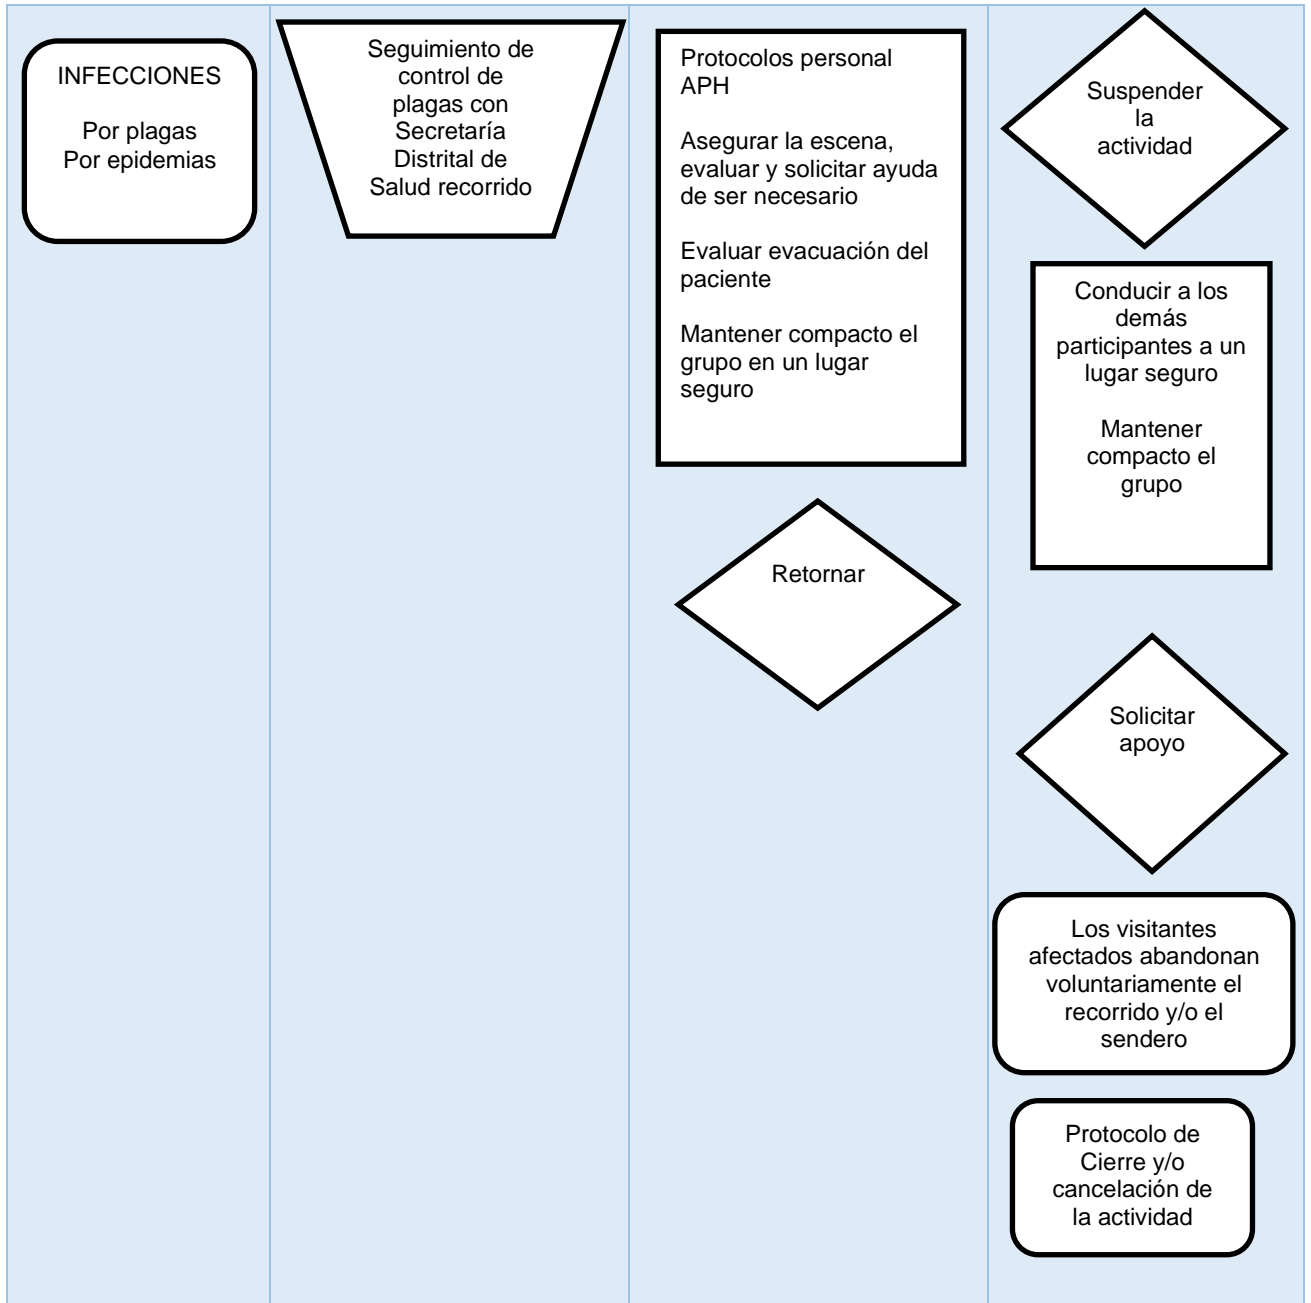 INFECCIONES
Por plagas
Por epidemias
Seguimiento de
control de
plagas con
Secretaría
Distrital de
Salud recorrido
Protocolos personal
APH
Asegurar la escena,
evaluar y solicitar ayuda
de ser necesario
Evaluar evacuación del
paciente
Mantener compacto el
grupo en un lugar
seguro
Retornar
Suspender
la
actividad
Conducir a los
demás
participantes a un
lugar seguro
Mantener
compacto el
grupo
Solicitar
apoyo
Los visitantes
afectados abandonan
voluntariamente el
recorrido y/o el
sendero
Protocolo de
Cierre y/o
cancelación de
la actividad